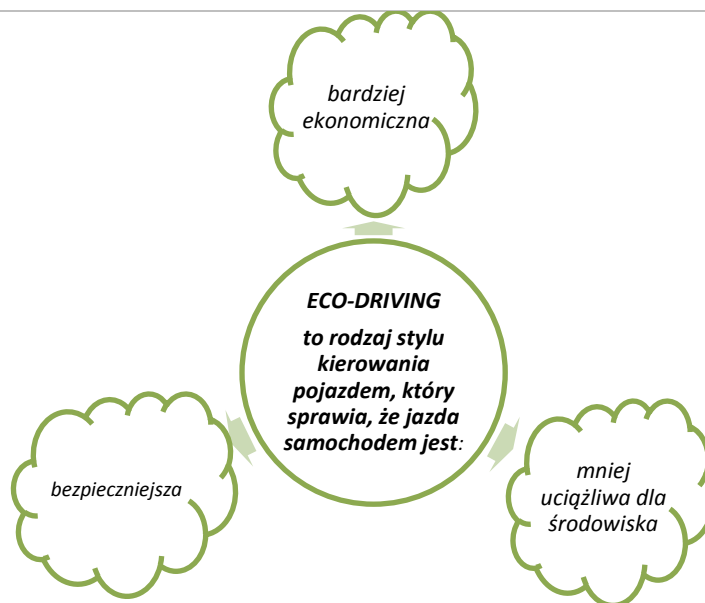 bardziej
ekonomiczna
ECO-DRIVING
to rodzaj stylu
kierowania
pojazdem, który
sprawia, że jazda
samochodem jest:
bezpieczniejsza
mniej
uciążliwa dla
środowiska